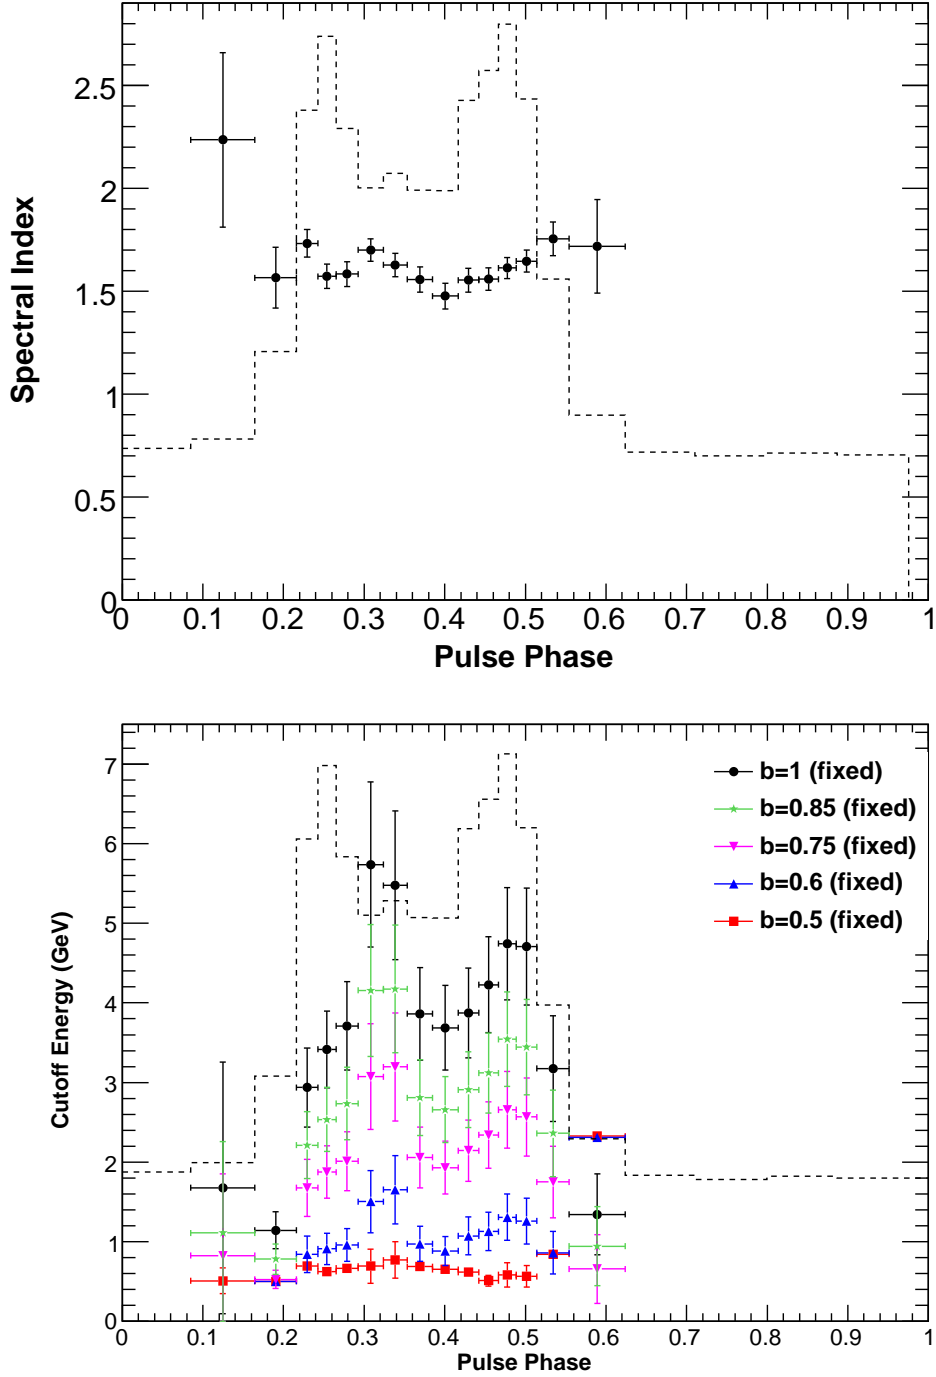 Spectral Index
2.5
2
1.5
1
0.5
0
0 0.1 0.2 0.3 0.4 0.5 0.6 0.7 0.8 0.9 1
Pulse Phase
Cutoff Energy (GeV)
7
6
5
4
3
2
1
0
b=1 (fixed)
b=0.85 (fixed)
b=0.75 (fixed)
b=0.6 (fixed)
b=0.5 (fixed)
0 0.1 0.2 0.3 0.4 0.5 0.6 0.7 0.8 0.9 1
Pulse Phase